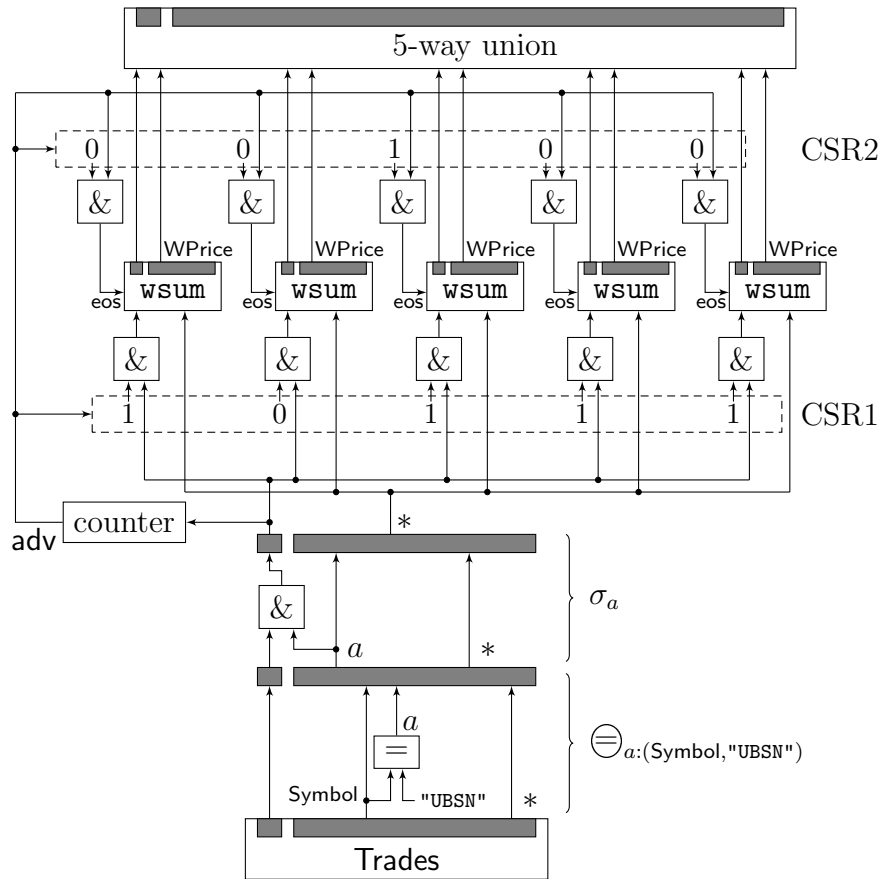 5-way union
0 0 1 0 0 CSR2
& & & & &
WPrice WPrice WPrice WPrice WPrice
wsum wsum wsum wsum wsum
eos eos eos eos eos
& & & & &
1 0 1 1 1 CSR1
counter *
adv
& σa
a *
a
= =a:(Symbol,"UBSN")
Symbol "UBSN" *
Trades